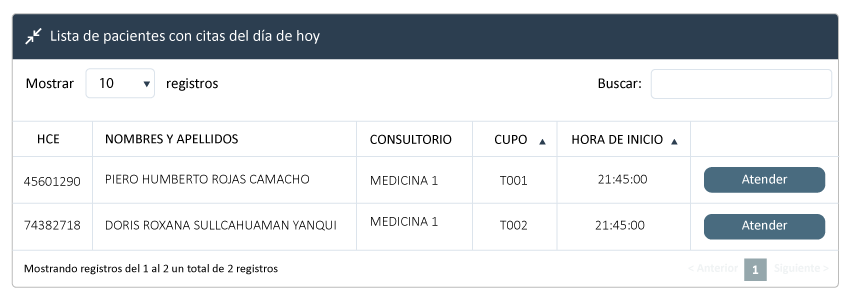 Lista de pacientes con citas del día de hoy
Mostrar 10 registros Buscar:
HCE NOMBRES Y APELLIDOS CONSULTORIO CUPO HORA DE INICIO
45601290 PIERO HUMBERTO ROJAS CAMACHO MEDICINA 1 T001 21:45:00 Atender
74382718 DORIS ROXANA SULLCAHUAMAN YANQUI MEDICINA 1 T002 21:45:00 Atender
Mostrando registros del 1 al 2 un total de 2 registros < Anterior 1 Siguiente >